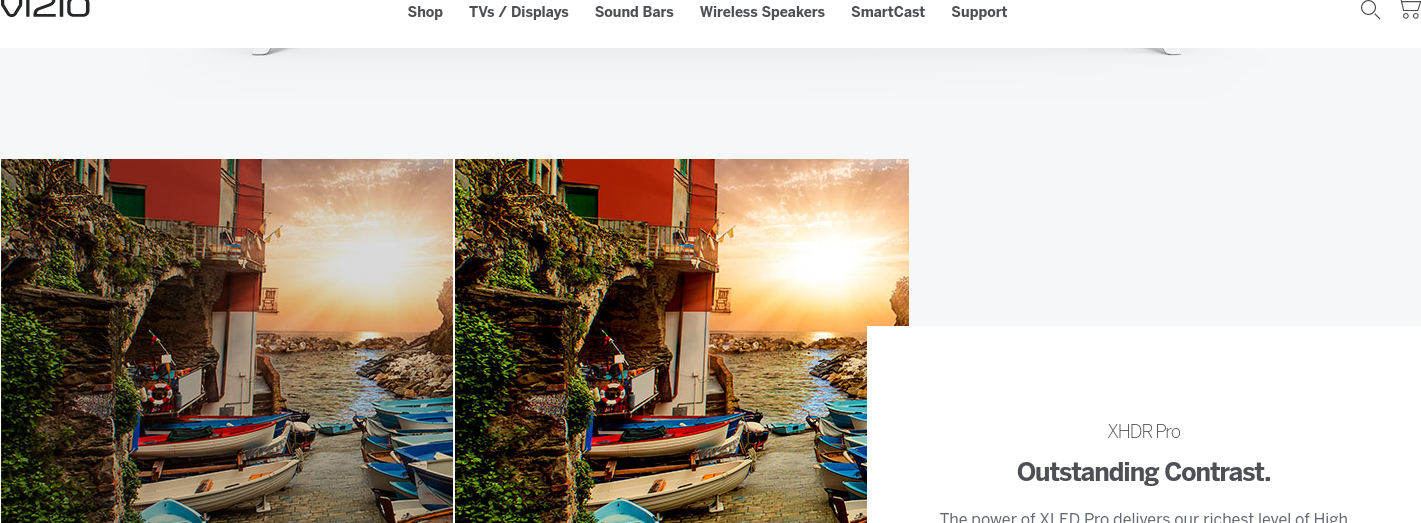 VIZIO
Shop TVs / Displays Sound Bars Wireless Speakers SmartCast Support
XHDR Pro
Outstanding Contrast.
The power of XLED Pro delivers our richest level of High